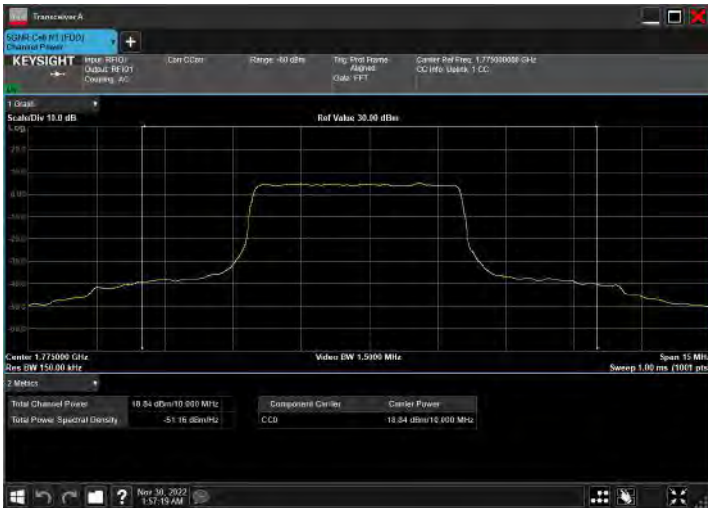 Transceiver A
5GNR-Cell N1 (FDD)
Channel Power
+
KEYSIGHT
Input: RFIO1
Output: RFIO1
Coupling: AC
Corr CCorr
Range: -60 dBm
Trig: Prot Frame
Aligned
Gate: FFT
Carrier Ref Freq: 1.775000000 GHz
CC Info: Uplink, 1 CC
1 Graph
Scale/Div 10.0 dB
Ref Value 30.00 dBm
Log
Center 1.775000 GHz
Video BW 1.5000 MHz
Span 15 MHz
Res BW 150.00 kHz
Sweep 1.00 ms (1001 pts
2 Metrics
Total Channel Power
18.84 dBm/10.000 MHz
Total Power Spectral Density
-51.16 dBm/Hz
Component Carrier
Carrier Power
CC0
18.84 dBm/10.000 MHz
?
Nov 30, 2022
1:57:19 AM